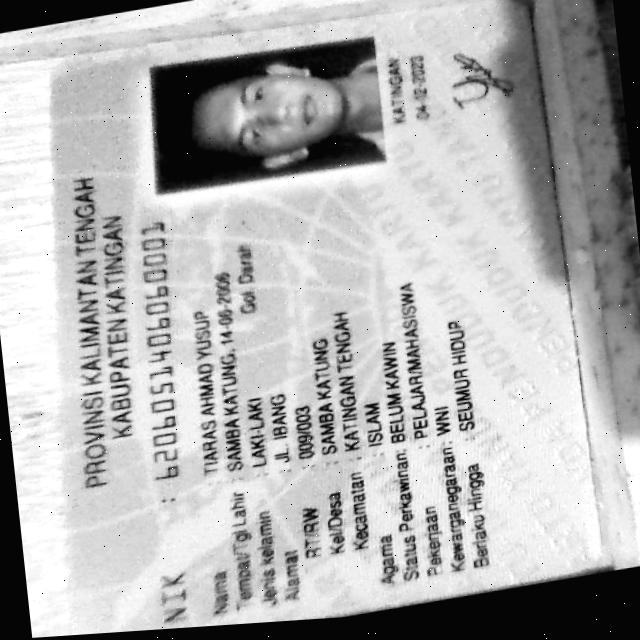 PROVINSI KALIMANTAN TENGAH
KABUPATEN KATINGAN
NIK : 6206051406060001
Nama : TIARAS AHMAD YUSUP
Tempat/Tgl Lahir : SAMBA KATUNG, 14-06-2006
Jenis kelamin : LAKI-LAKI Gol. Darah
Alamat : JL. IBANG
RT/RW : 009/003
Kel/Desa : SAMBA KATUNG
Kecamatan : KATINGAN TENGAH
Agama : ISLAM
Status Perkawinan: BELUM KAWIN
Pekerjaan : PELAJAR/MAHASISWA
Kewarganegaraan: WNI
Berlaku Hingga : SEUMUR HIDUP
KATINGAN
04-12-2023